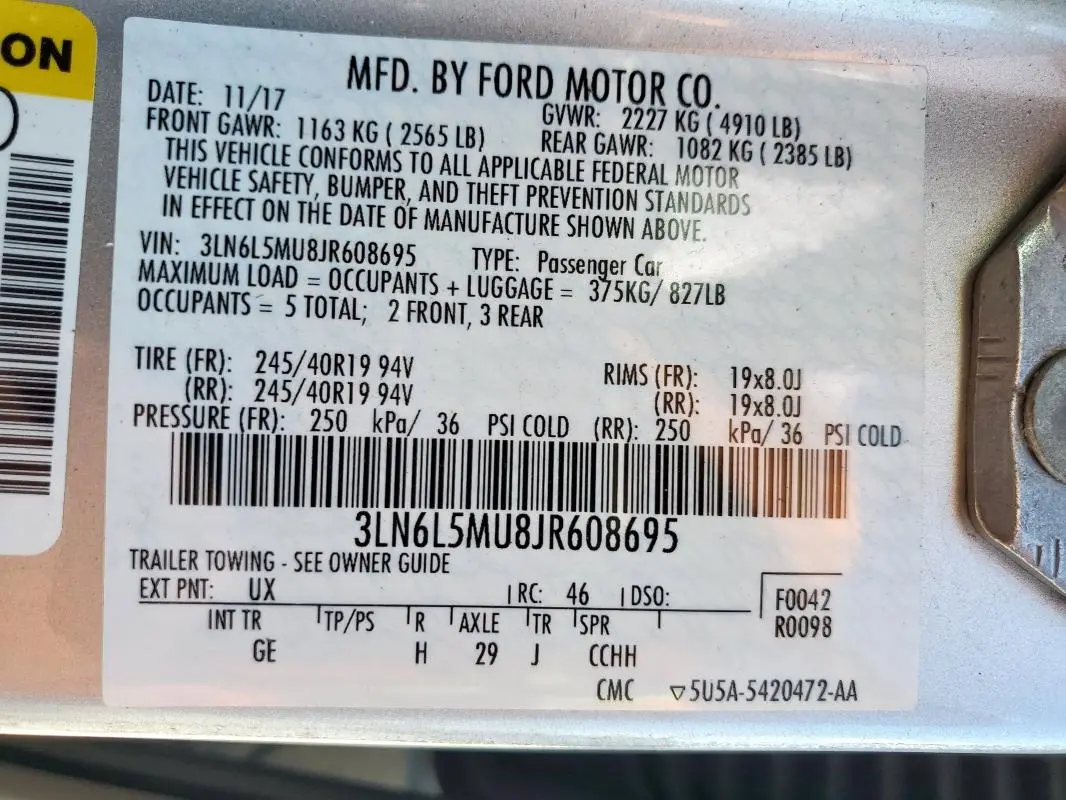 ON
MFD. BY FORD MOTOR CO.
DATE: 11/17
GVWR: 2227 KG ( 4910 LB)
FRONT GAWR: 1163 KG ( 2565 LB)
REAR GAWR: 1082 KG ( 2385 LB)
THIS VEHICLE CONFORMS TO ALL APPLICABLE FEDERAL MOTOR
VEHICLE SAFETY, BUMPER, AND THEFT PREVENTION STANDARDS
IN EFFECT ON THE DATE OF MANUFACTURE SHOWN ABOVE.
VIN: 3LN6L5MU8JR608695 TYPE: Passenger Car
MAXIMUM LOAD = OCCUPANTS + LUGGAGE = 375KG/ 827LB
OCCUPANTS = 5 TOTAL; 2 FRONT, 3 REAR
TIRE (FR): 245/40R19 94V RIMS (FR): 19x8.0J
(RR): 245/40R19 94V (RR): 19x8.0J
PRESSURE (FR): 250 kPa/ 36 PSI COLD (RR): 250 kPa/ 36 PSI COLD
3LN6L5MU8JR608695
TRAILER TOWING - SEE OWNER GUIDE
EXT PNT: UX RC: 46 DSO: F0042
INT TR TP/PS R AXLE TR SPR R0098
GE H 29 J CCHH
CMC ▽5U5A-5420472-AA